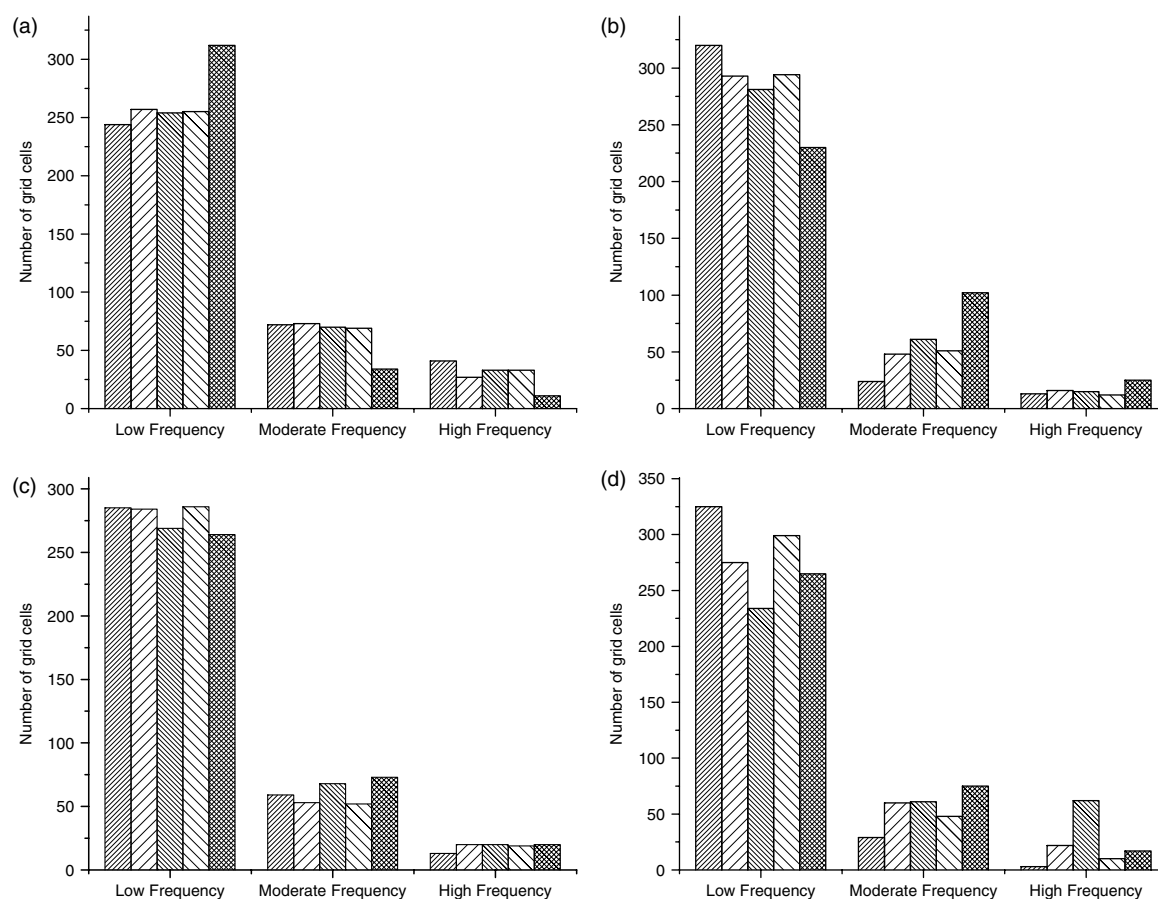 (a)
Number of grid cells
300
250
200
150
100
50
0
Low Frequency
Moderate Frequency
High Frequency
(b)
Number of grid cells
300
250
200
150
100
50
0
Low Frequency
Moderate Frequency
High Frequency
(c)
Number of grid cells
300
250
200
150
100
50
0
Low Frequency
Moderate Frequency
High Frequency
(d)
Number of grid cells
350
300
250
200
150
100
50
0
Low Frequency
Moderate Frequency
High Frequency